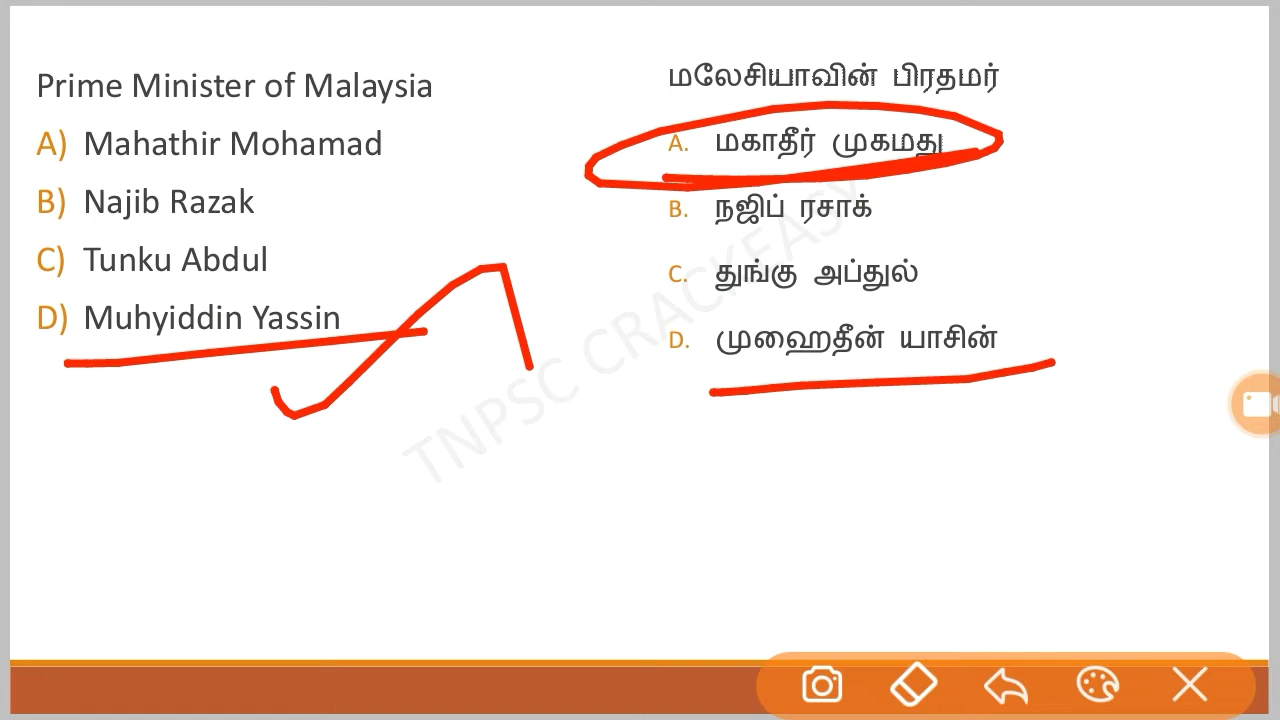 Prime Minister of Malaysia
A) Mahathir Mohamad
B) Najib Razak
C) Tunku Abdul
D) Muhyiddin Yassin
மலேசியாவின் பிரதமர்
A. மகாதீர் முகமது
B. நஜிப் ரசாக்
C. துங்கு அப்துல்
D. முஹைதீன் யாசின்
TNPSC CRACKEASY